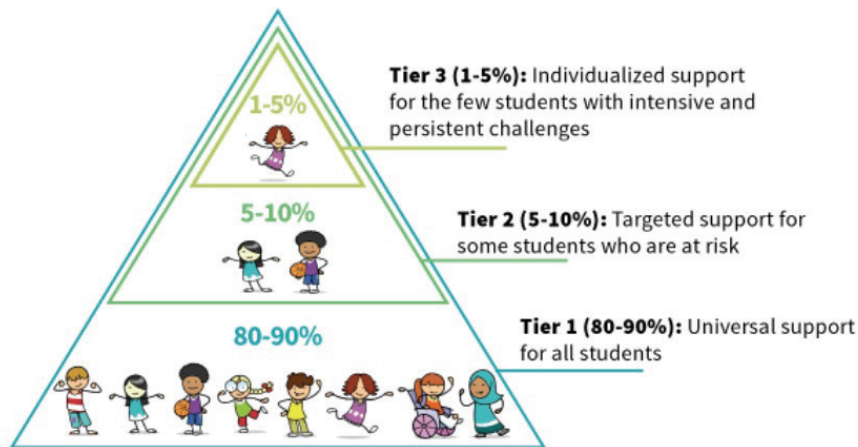 1-5%
Tier 3 (1-5%): Individualized support
for the few students with intensive and
persistent challenges
5-10%
Tier 2 (5-10%): Targeted support for
some students who are at risk
80-90%
Tier 1 (80-90%): Universal support
for all students